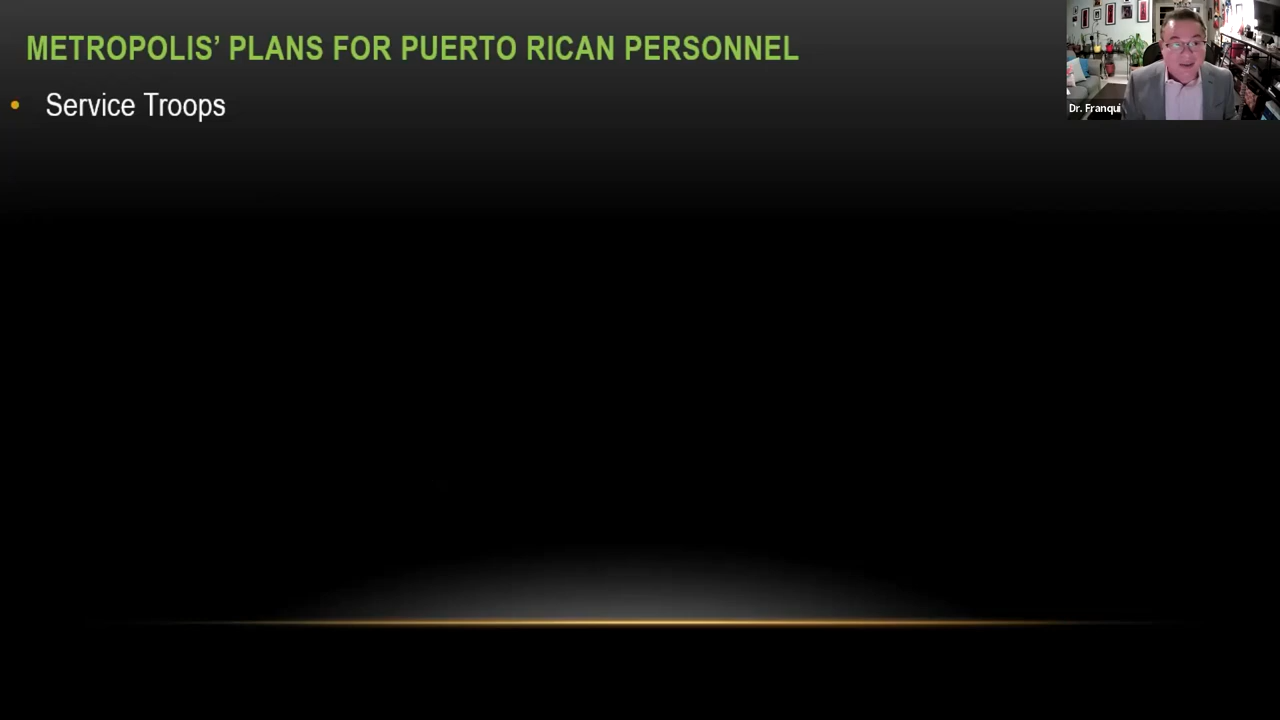 METROPOLIS’ PLANS FOR PUERTO RICAN PERSONNEL
• Service Troops
Dr. Franqui